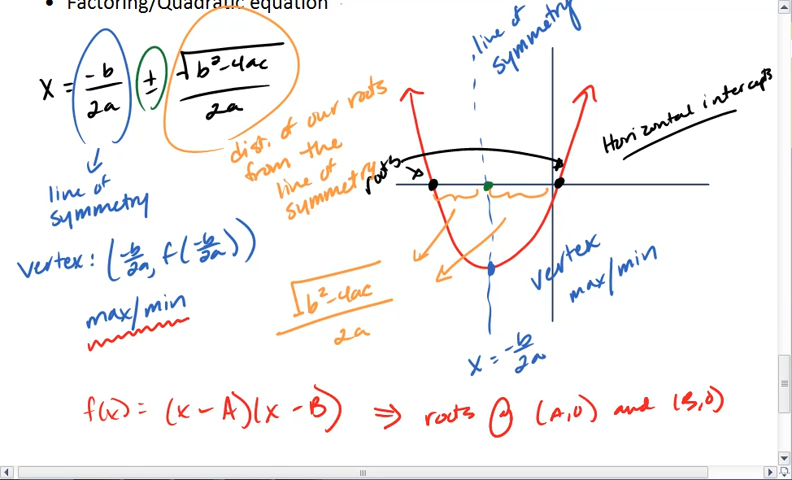 • Factoring/Quadratic equation
x = -b/2a ± √b²-4ac/2a
line of
symmetry
vertex: (-b/2a, f(-b/2a))
max/min
dist. of our roots
from the
line of
symmetry
√b²-4ac/2a
line of
symmetry
roots
Horizontal intercepts
vertex
max/min
x = -b/2a
f(x) = (x-A)(x-B) ⇒ roots @ (A,0) and (B,0)